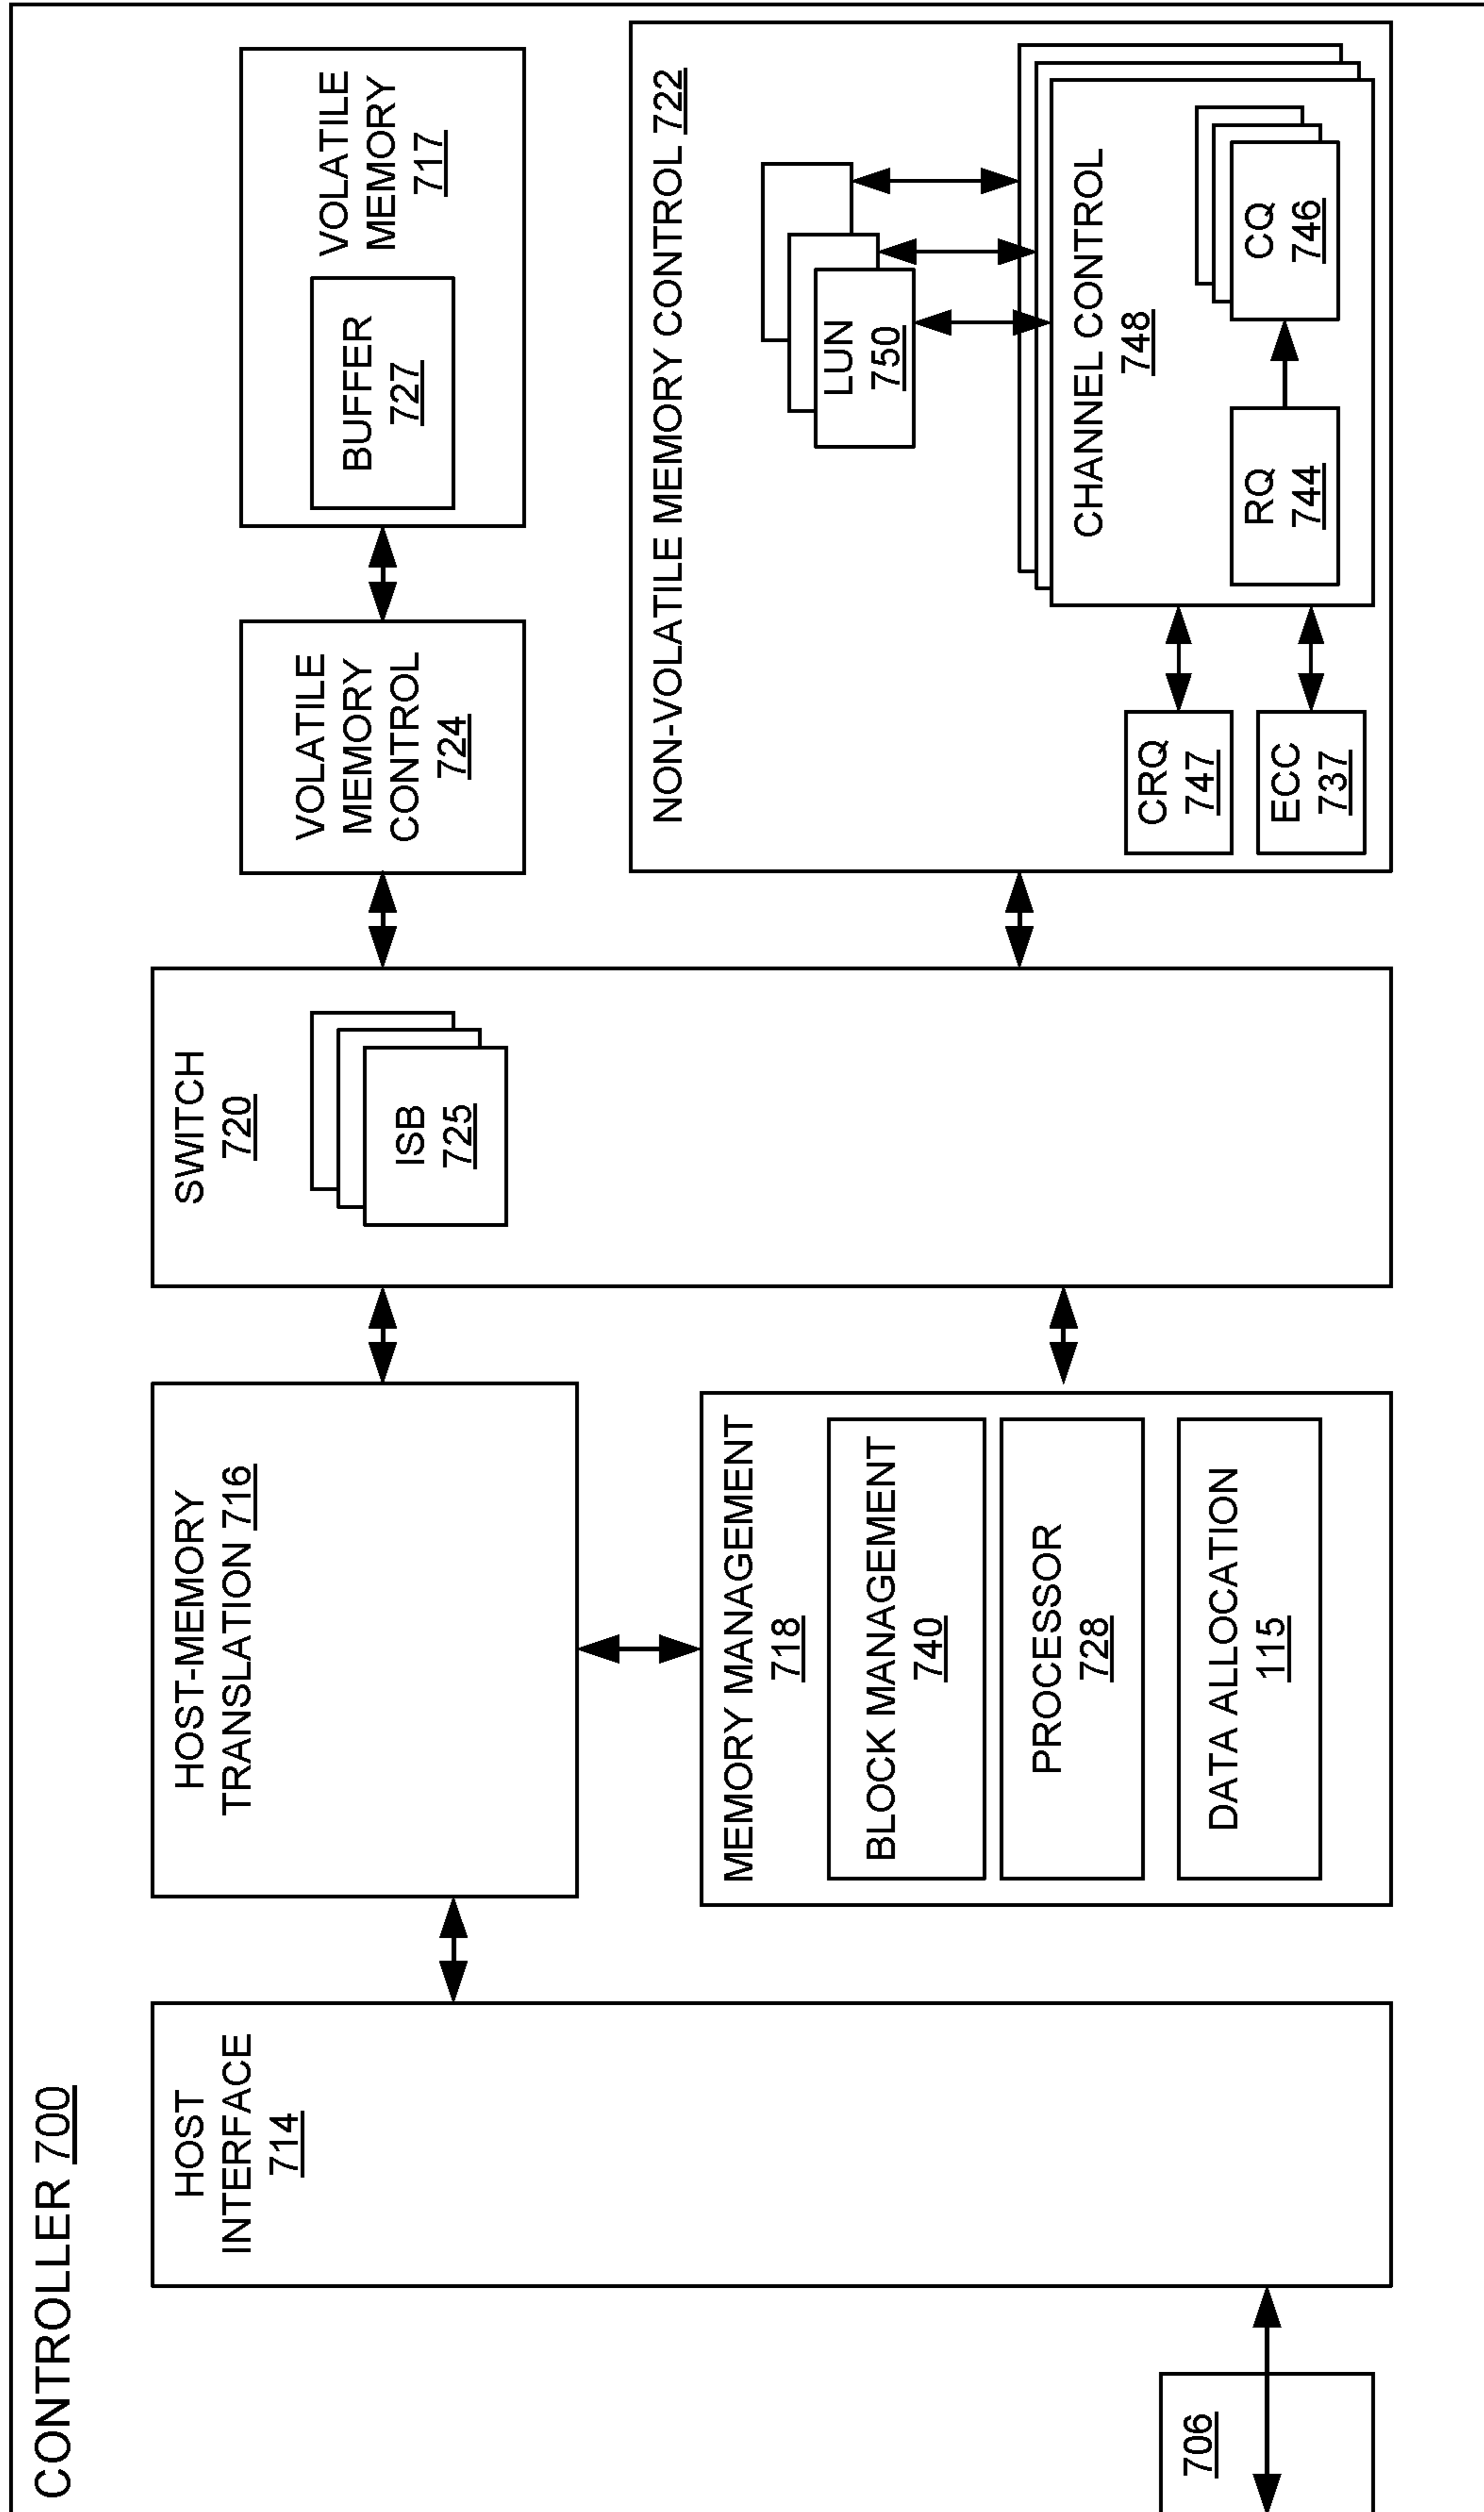 CONTROLLER 700
706
HOST
INTERFACE
714
HOST-MEMORY
TRANSLATION 716
MEMORY MANAGEMENT
718
BLOCK MANAGEMENT
740
PROCESSOR
728
DATA ALLOCATION
115
SWITCH
720
ISB
725
VOLATILE
MEMORY
CONTROL
724
VOLATILE
MEMORY
717
BUFFER
727
NON-VOLATILE MEMORY CONTROL 722
LUN
750
CHANNEL CONTROL
748
CRQ
747
ECC
737
RQ
744
CQ
746